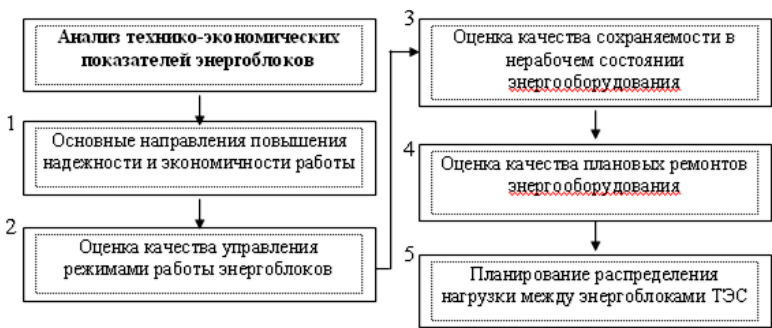 Анализ технико-экономических
показателей энергоблоков
1
Основные направления повышения
надежности и экономичности работы
2
Оценка качества управления
режимами работы энергоблоков
3
Оценка качества сохраняемости в
нерабочем состоянии
энергооборудования
4
Оценка качества плановых ремонтов
энергооборудования
5
Планирование распределения
нагрузки между энергоблоками ТЭС